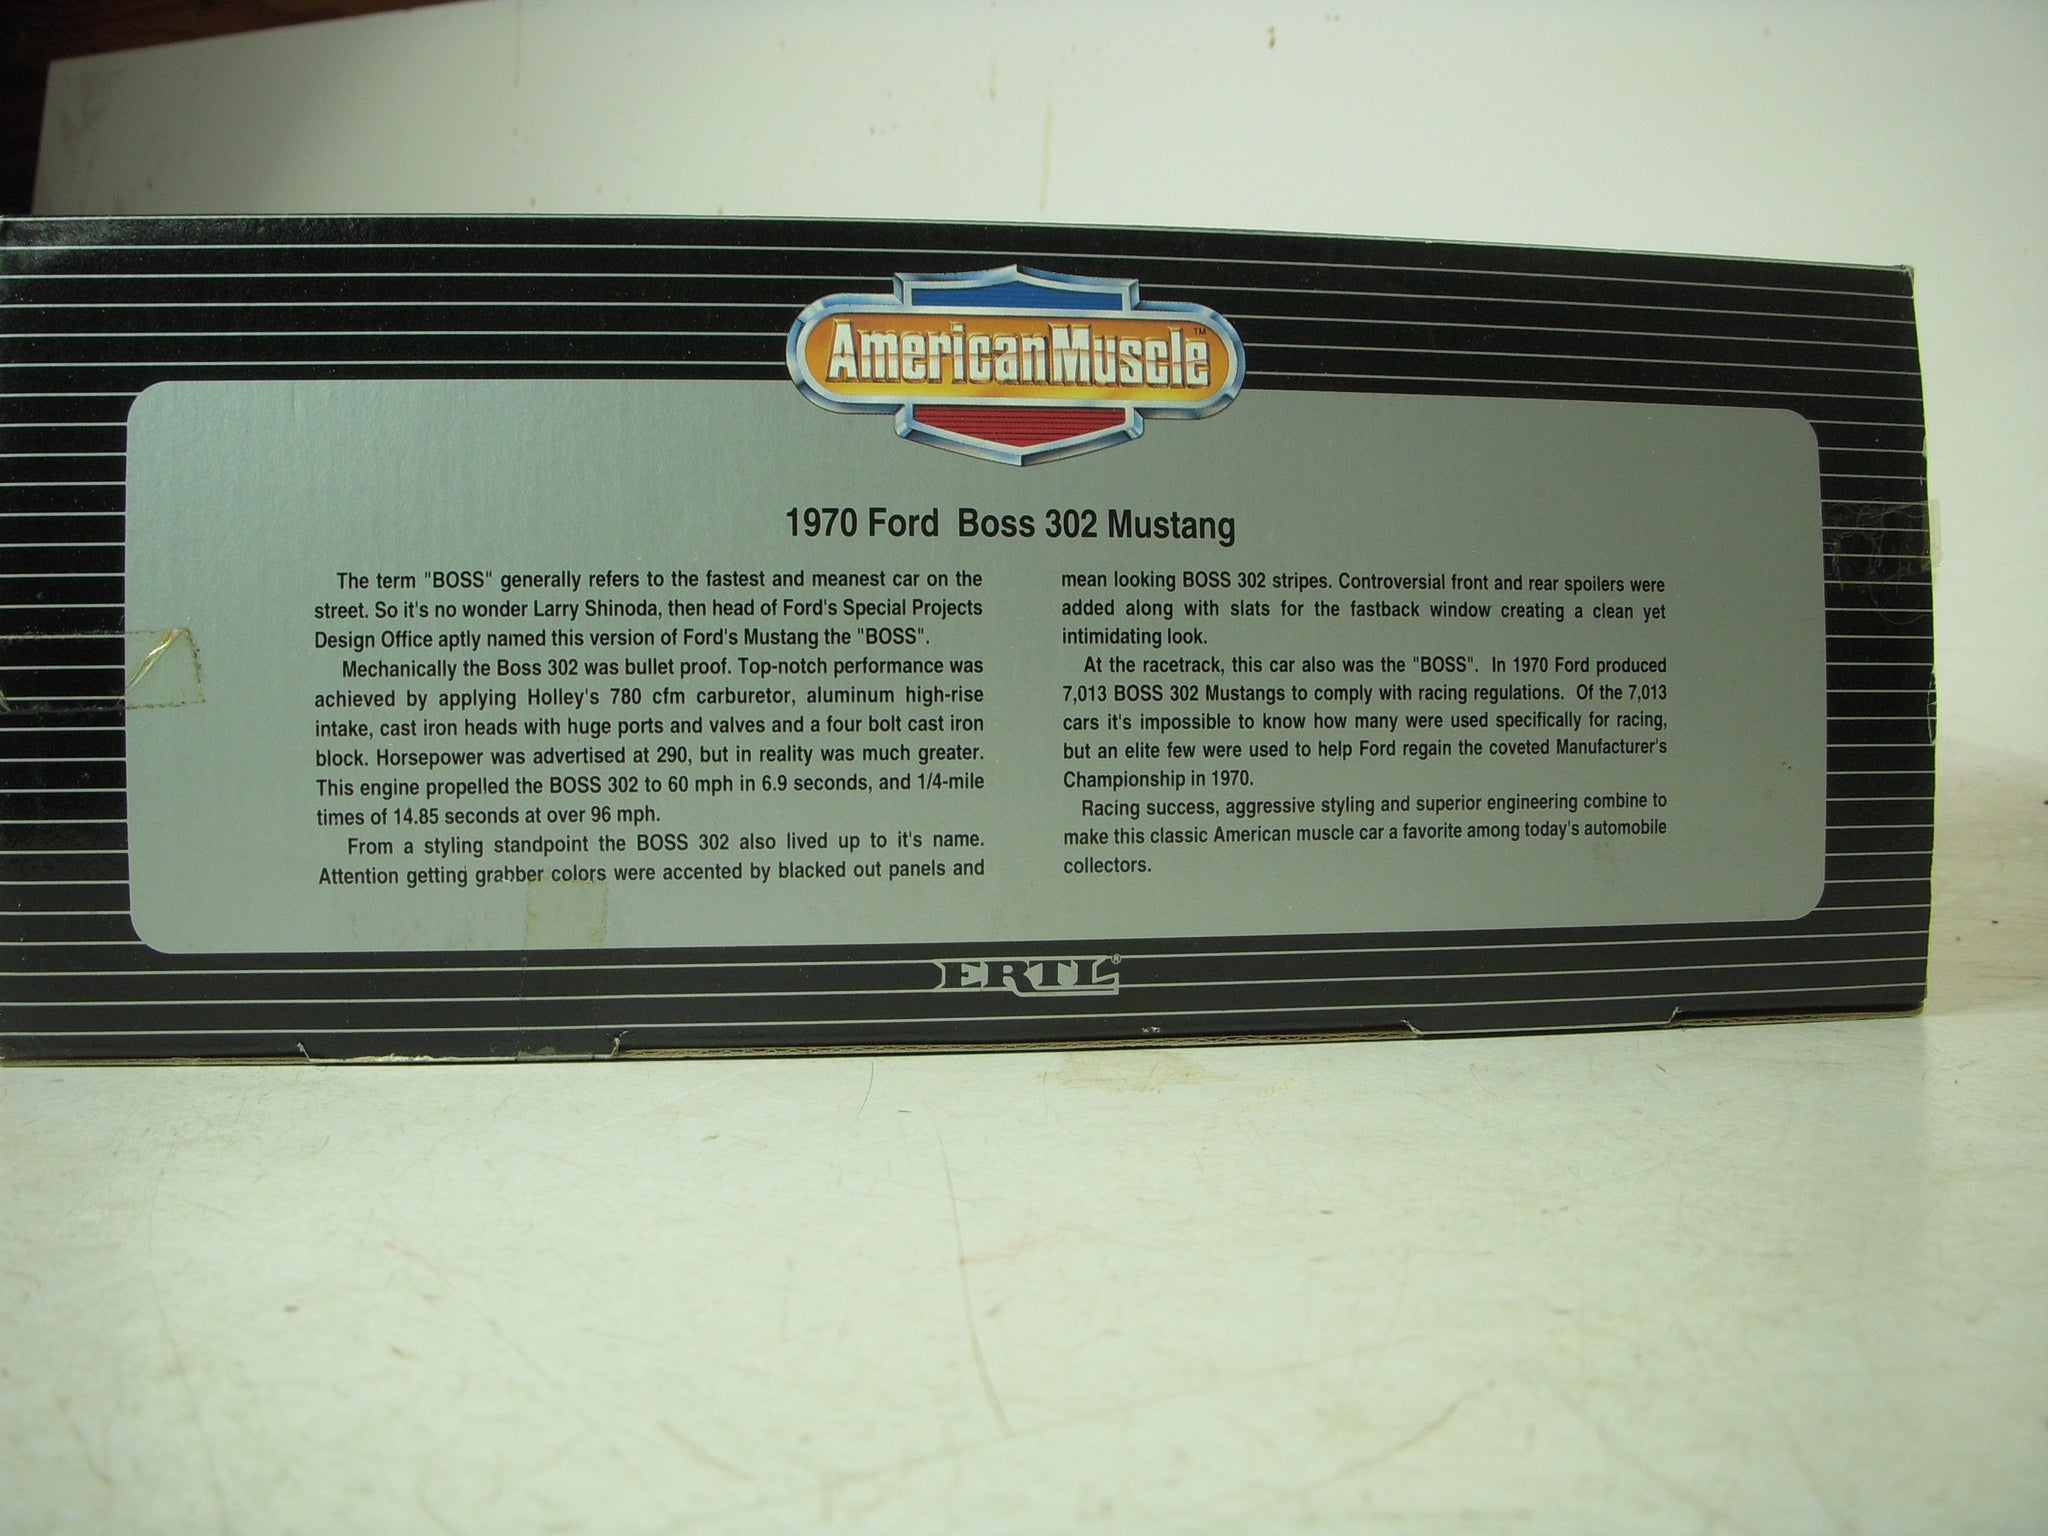 AmericanMuscle™
1970 Ford Boss 302 Mustang
The term "BOSS" generally refers to the fastest and meanest car on the
street. So it's no wonder Larry Shinoda, then head of Ford's Special Projects
Design Office aptly named this version of Ford's Mustang the "BOSS".
Mechanically the Boss 302 was bullet proof. Top-notch performance was
achieved by applying Holley's 780 cfm carburetor, aluminum high-rise
intake, cast iron heads with huge ports and valves and a four bolt cast iron
block. Horsepower was advertised at 290, but in reality was much greater.
This engine propelled the BOSS 302 to 60 mph in 6.9 seconds, and 1/4-mile
times of 14.85 seconds at over 96 mph.
From a styling standpoint the BOSS 302 also lived up to it's name.
Attention getting grabber colors were accented by blacked out panels and
mean looking BOSS 302 stripes. Controversial front and rear spoilers were
added along with slats for the fastback window creating a clean yet
intimidating look.
At the racetrack, this car also was the "BOSS". In 1970 Ford produced
7,013 BOSS 302 Mustangs to comply with racing regulations. Of the 7,013
cars it's impossible to know how many were used specifically for racing,
but an elite few were used to help Ford regain the coveted Manufacturer's
Championship in 1970.
Racing success, aggressive styling and superior engineering combine to
make this classic American muscle car a favorite among today's automobile
collectors.
ERTL®